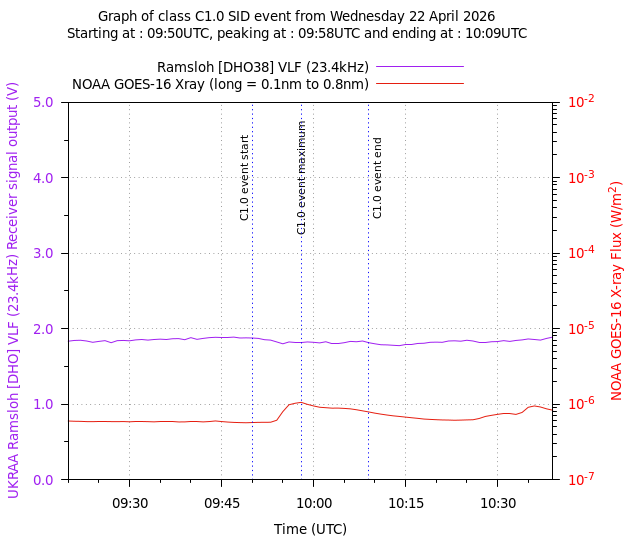 Graph of class C1.0 SID event from Wednesday 22 April 2026
Starting at : 09:50UTC, peaking at : 09:58UTC and ending at : 10:09UTC
Ramsloh [DHO38] VLF (23.4kHz)
NOAA GOES-16 Xray (long = 0.1nm to 0.8nm)
UKRAA Ramsloh [DHO] VLF (23.4kHz) Receiver signal output (V)
5.0
4.0
3.0
2.0
1.0
0.0
C1.0 event start
C1.0 event maximum
C1.0 event end
10^-2
10^-3
10^-4
10^-5
10^-6
10^-7
NOAA GOES-16 X-ray Flux (W/m²)
09:30 09:45 10:00 10:15 10:30
Time (UTC)